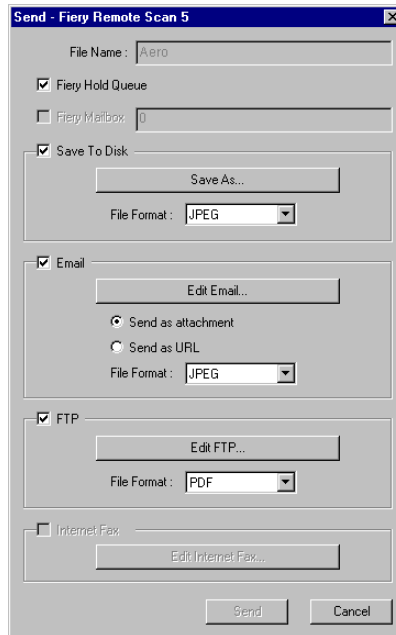 Send - Fiery Remote Scan 5
File Name : Aero
Fiery Hold Queue
Fiery Mailbox 0
Save To Disk
Save As...
File Format : JPEG
Email
Edit Email...
Send as attachment
Send as URL
File Format : JPEG
FTP
Edit FTP...
File Format : PDF
Internet Fax
Edit Internet Fax...
Send Cancel